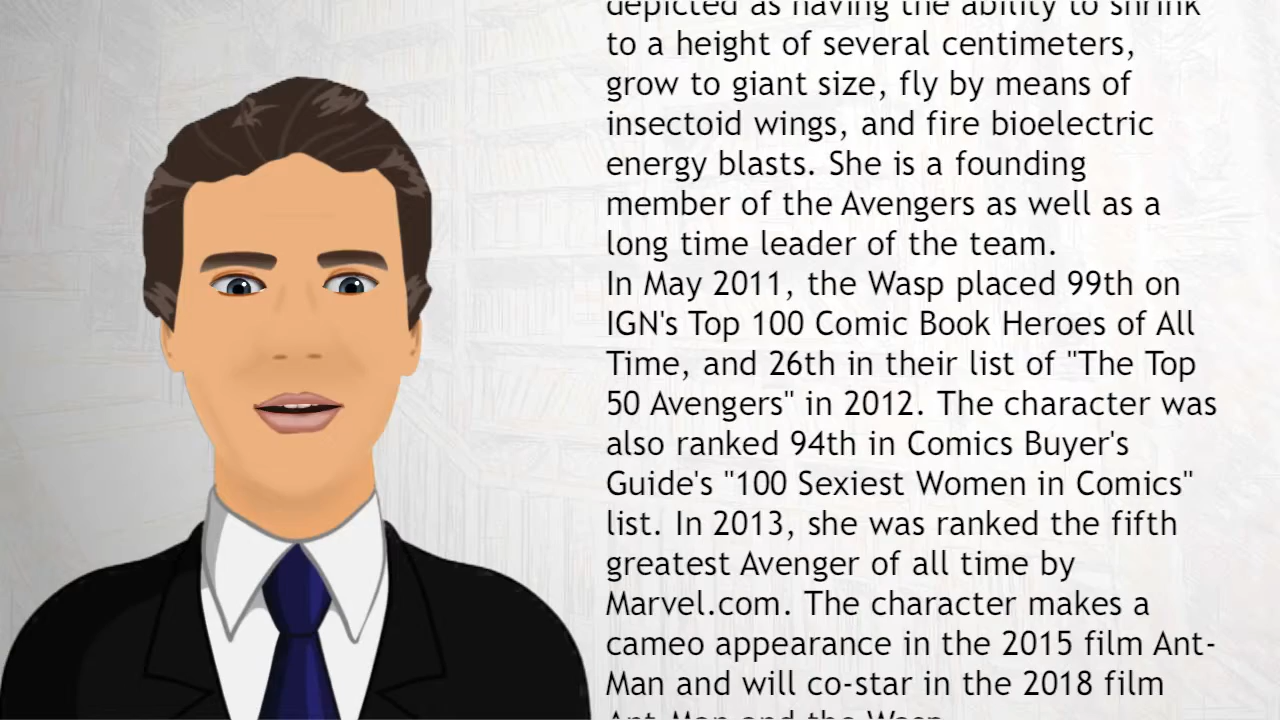 depicted as having the ability to shrink
to a height of several centimeters,
grow to giant size, fly by means of
insectoid wings, and fire bioelectric
energy blasts. She is a founding
member of the Avengers as well as a
long time leader of the team.
In May 2011, the Wasp placed 99th on
IGN's Top 100 Comic Book Heroes of All
Time, and 26th in their list of "The Top
50 Avengers" in 2012. The character was
also ranked 94th in Comics Buyer's
Guide's "100 Sexiest Women in Comics"
list. In 2013, she was ranked the fifth
greatest Avenger of all time by
Marvel.com. The character makes a
cameo appearance in the 2015 film Ant-
Man and will co-star in the 2018 film
Ant-Man and the Wasp.